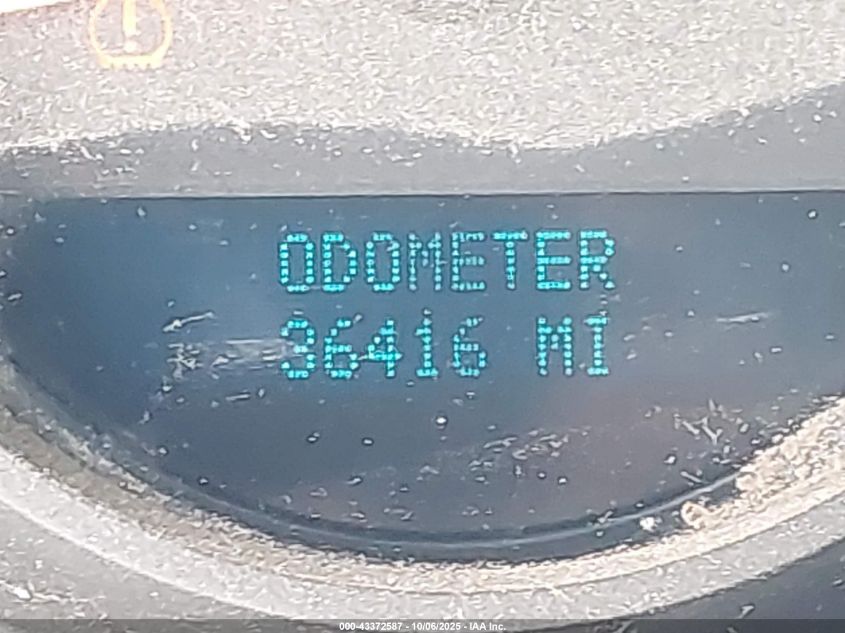 ODOMETER
36416 MI
000-43372587 - 10/06/2025 - IAA Inc.